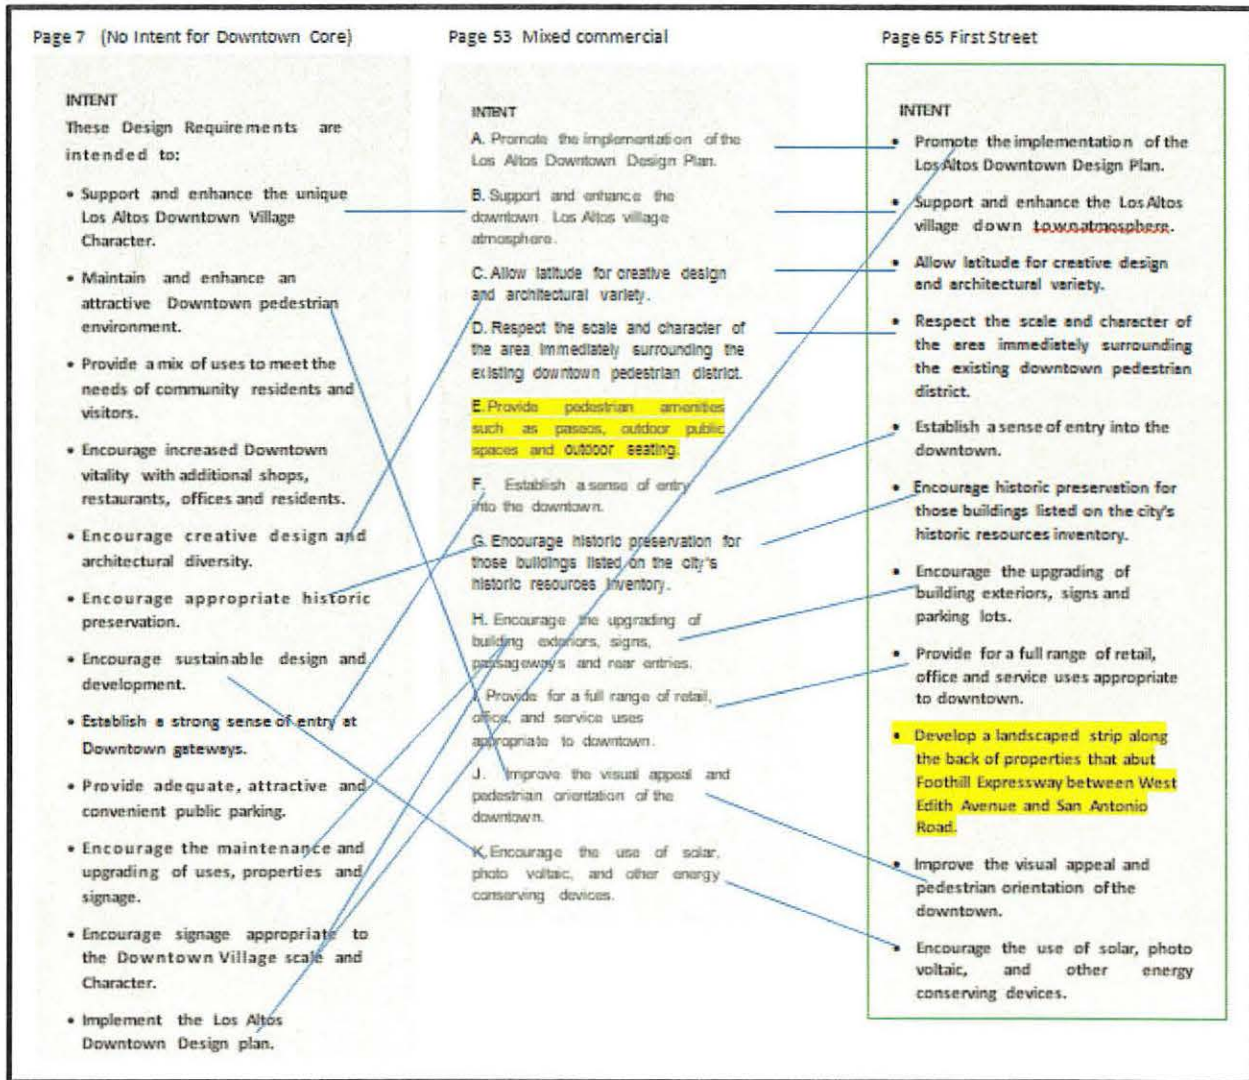 Page 7 (No Intent for Downtown Core)
INTENT
These Design Requirements are
intended to:
• Support and enhance the unique
Los Altos Downtown Village
Character.
• Maintain and enhance an
attractive Downtown pedestrian
environment.
• Provide a mix of uses to meet the
needs of community residents and
visitors.
• Encourage increased Downtown
vitality with additional shops,
restaurants, offices and residents.
• Encourage creative design and
architectural diversity.
• Encourage appropriate historic
preservation.
• Encourage sustainable design and
development.
• Establish a strong sense of entry at
Downtown gateways.
• Provide adequate, attractive and
convenient public parking.
• Encourage the maintenance and
upgrading of uses, properties and
signage.
• Encourage signage appropriate to
the Downtown Village scale and
Character.
• Implement the Los Altos
Downtown Design plan.
Page 53 Mixed commercial
INTENT
A. Promote the implementation of the
Los Altos Downtown Design Plan.
B. Support and enhance the
downtown Los Altos village
atmosphere.
C. Allow latitude for creative design
and architectural variety.
D. Respect the scale and character of
the area immediately surrounding the
existing downtown pedestrian district.
E. Provide pedestrian amenities
such as paseos, outdoor public
spaces and outdoor seating.
F. Establish a sense of entry
into the downtown.
G. Encourage historic preservation for
those buildings listed on the city's
historic resources inventory.
H. Encourage the upgrading of
building exteriors, signs,
passageways and rear entries.
I. Provide for a full range of retail,
office, and service uses
appropriate to downtown.
J. Improve the visual appeal and
pedestrian orientation of the
downtown.
K. Encourage the use of solar,
photo voltaic, and other energy
conserving devices.
Page 65 First Street
INTENT
• Promote the implementation of the
Los Altos Downtown Design Plan.
• Support and enhance the Los Altos
village down townatmosphere.
• Allow latitude for creative design
and architectural variety.
• Respect the scale and character of
the area immediately surrounding
the existing downtown pedestrian
district.
• Establish a sense of entry into the
downtown.
• Encourage historic preservation for
those buildings listed on the city's
historic resources inventory.
• Encourage the upgrading of
building exteriors, signs and
parking lots.
• Provide for a full range of retail,
office and service uses appropriate
to downtown.
• Develop a landscaped strip along
the back of properties that abut
Foothill Expressway between West
Edith Avenue and San Antonio
Road.
• Improve the visual appeal and
pedestrian orientation of the
downtown.
• Encourage the use of solar, photo
voltaic, and other energy
conserving devices.